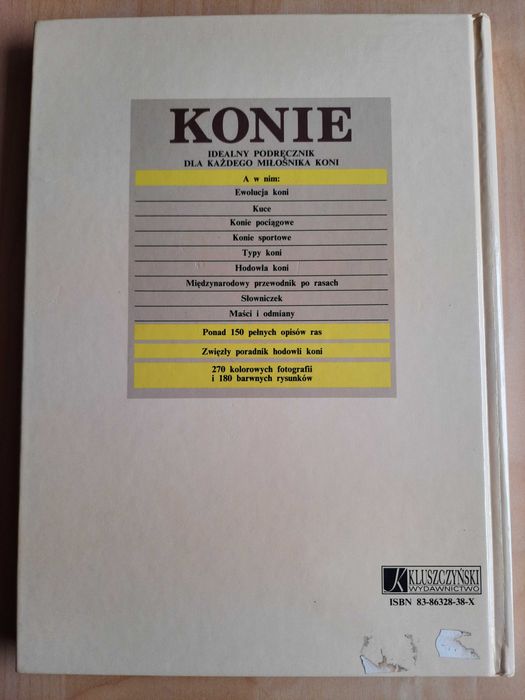 KONIE
IDEALNY PODRĘCZNIK
DLA KAŻDEGO MIŁOŚNIKA KONI
A w nim:
Ewolucja koni
Kuce
Konie pociągowe
Konie sportowe
Typy koni
Hodowla koni
Międzynarodowy przewodnik po rasach
Słowniczek
Maści i odmiany
Ponad 150 pełnych opisów ras
Zwięzły poradnik hodowli koni
270 kolorowych fotografii
i 180 barwnych rysunków
K KLUSZCZYŃSKI
WYDAWNICTWO
ISBN 83-86328-38-X